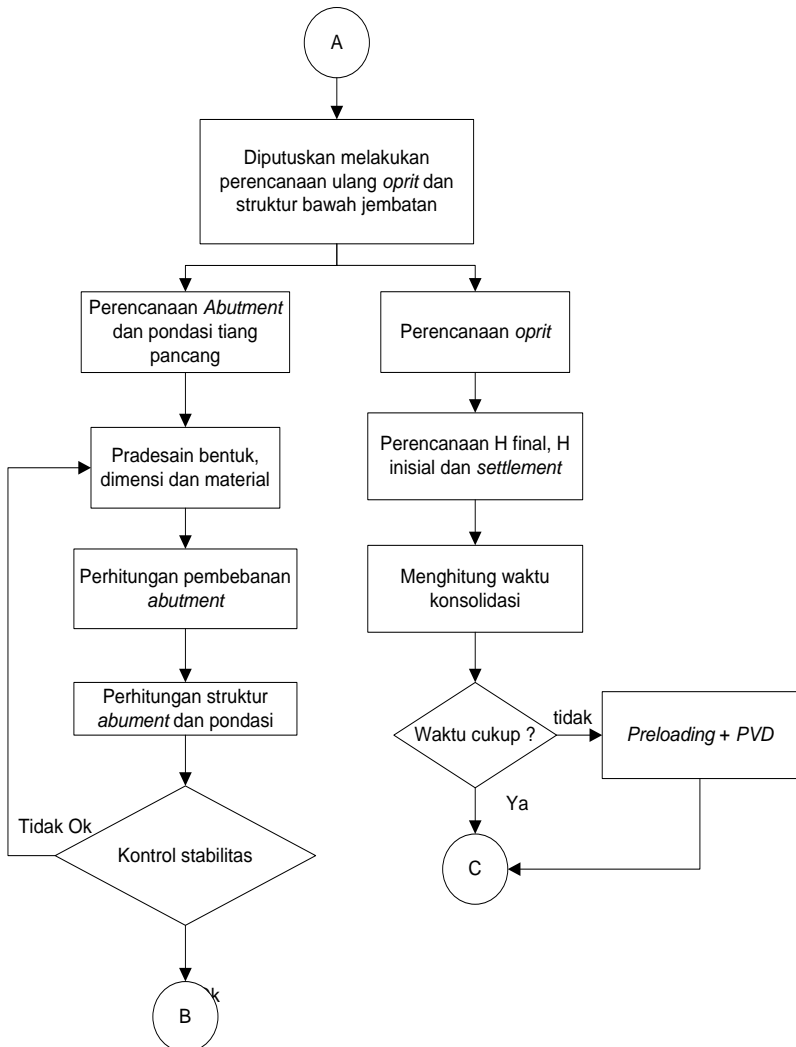 A
Diputuskan melakukan
perencanaan ulang oprit dan
struktur bawah jembatan
Perencanaan Abutment
dan pondasi tiang
pancang
Pradesain bentuk,
dimensi dan material
Perhitungan pembebanan
abutment
Perhitungan struktur
abument dan pondasi
Tidak Ok
Kontrol stabilitas
B
Perencanaan oprit
Perencanaan H final, H
inisial dan settlement
Menghitung waktu
konsolidasi
Waktu cukup ?
tidak
Preloading + PVD
Ya
C